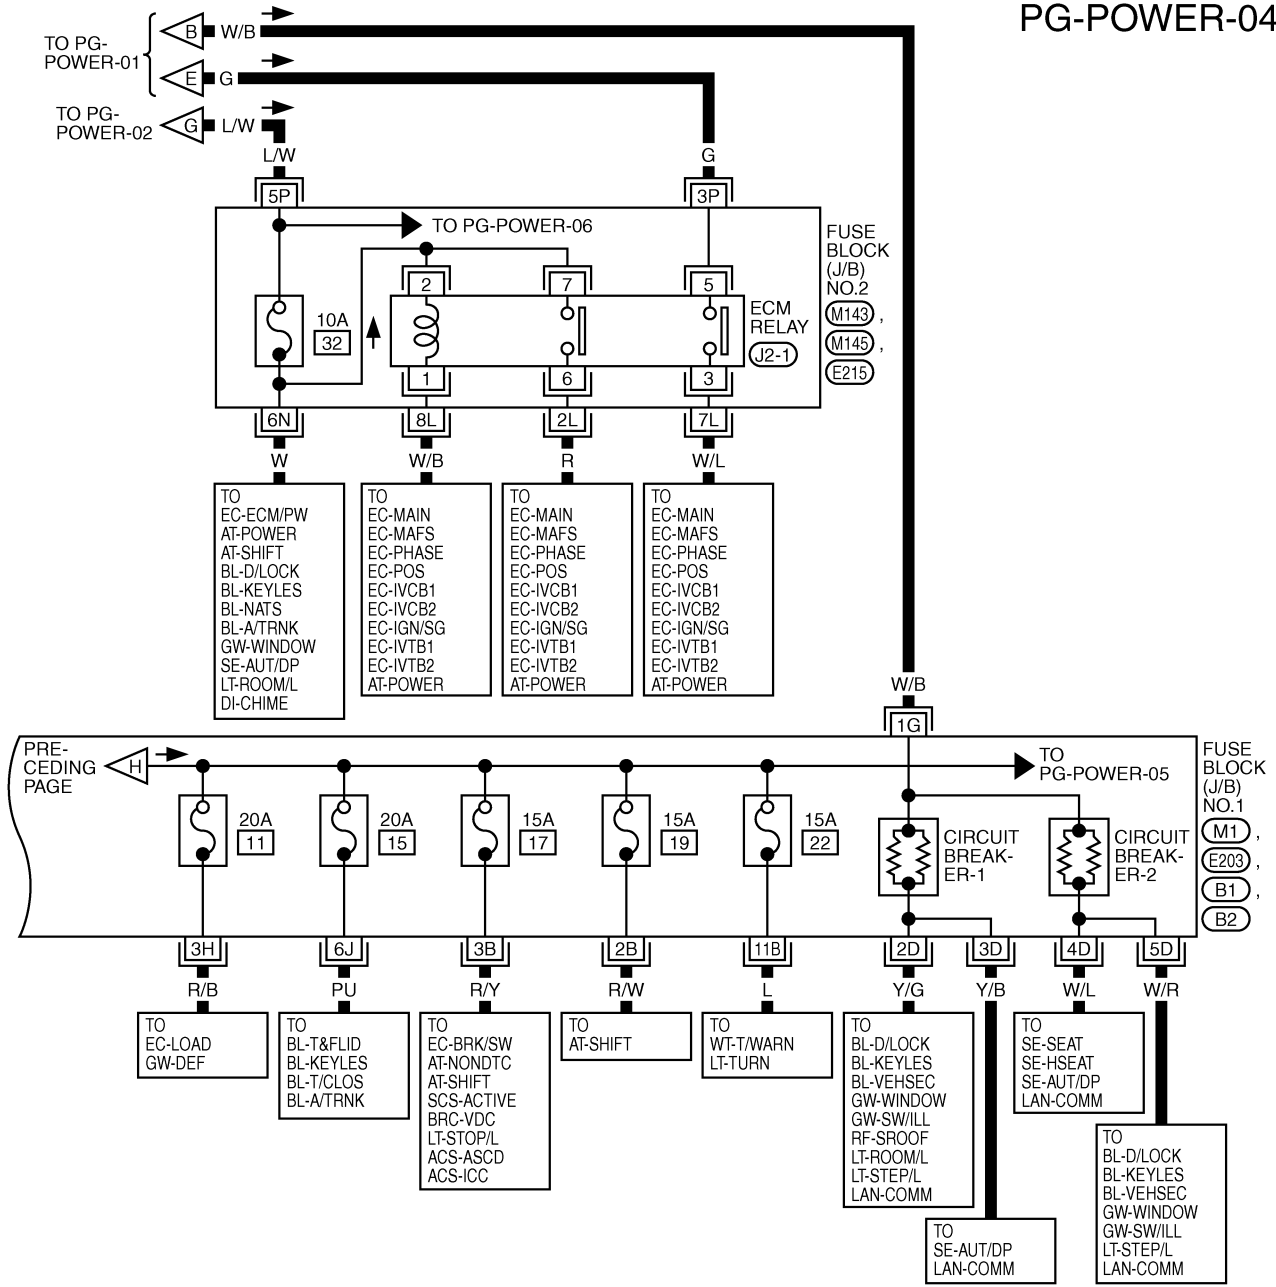 PG-POWER-04
TO PG-
POWER-01
B W/B
E G
TO PG-
POWER-02
G L/W
L/W
G
5P
3P
TO PG-POWER-06
FUSE
BLOCK
(J/B)
NO.2
M143 ,
M145 ,
E215
2
7
5
10A
32
ECM
RELAY
J2-1
1
6
3
6N
8L
2L
7L
W
W/B
R
W/L
TO
EC-ECM/PW
AT-POWER
AT-SHIFT
BL-D/LOCK
BL-KEYLES
BL-NATS
BL-A/TRNK
GW-WINDOW
SE-AUT/DP
LT-ROOM/L
DI-CHIME
TO
EC-MAIN
EC-MAFS
EC-PHASE
EC-POS
EC-IVCB1
EC-IVCB2
EC-IGN/SG
EC-IVTB1
EC-IVTB2
AT-POWER
TO
EC-MAIN
EC-MAFS
EC-PHASE
EC-POS
EC-IVCB1
EC-IVCB2
EC-IGN/SG
EC-IVTB1
EC-IVTB2
AT-POWER
TO
EC-MAIN
EC-MAFS
EC-PHASE
EC-POS
EC-IVCB1
EC-IVCB2
EC-IGN/SG
EC-IVTB1
EC-IVTB2
AT-POWER
W/B
1G
PRE-
CEDING
PAGE
H
TO
PG-POWER-05
FUSE
BLOCK
(J/B)
NO.1
M1 ,
E203 ,
B1 ,
B2
20A
11
20A
15
15A
17
15A
19
15A
22
CIRCUIT
BREAK-
ER-1
CIRCUIT
BREAK-
ER-2
3H
6J
3B
2B
11B
2D
3D
4D
5D
R/B
PU
R/Y
R/W
L
Y/G
Y/B
W/L
W/R
TO
EC-LOAD
GW-DEF
TO
BL-T&FLID
BL-KEYLES
BL-T/CLOS
BL-A/TRNK
TO
EC-BRK/SW
AT-NONDTC
AT-SHIFT
SCS-ACTIVE
BRC-VDC
LT-STOP/L
ACS-ASCD
ACS-ICC
TO
AT-SHIFT
TO
WT-T/WARN
LT-TURN
TO
BL-D/LOCK
BL-KEYLES
BL-VEHSEC
GW-WINDOW
GW-SW/ILL
RF-SROOF
LT-ROOM/L
LT-STEP/L
LAN-COMM
TO
SE-AUT/DP
LAN-COMM
TO
SE-SEAT
SE-HSEAT
SE-AUT/DP
LAN-COMM
TO
BL-D/LOCK
BL-KEYLES
BL-VEHSEC
GW-WINDOW
GW-SW/ILL
LT-STEP/L
LAN-COMM